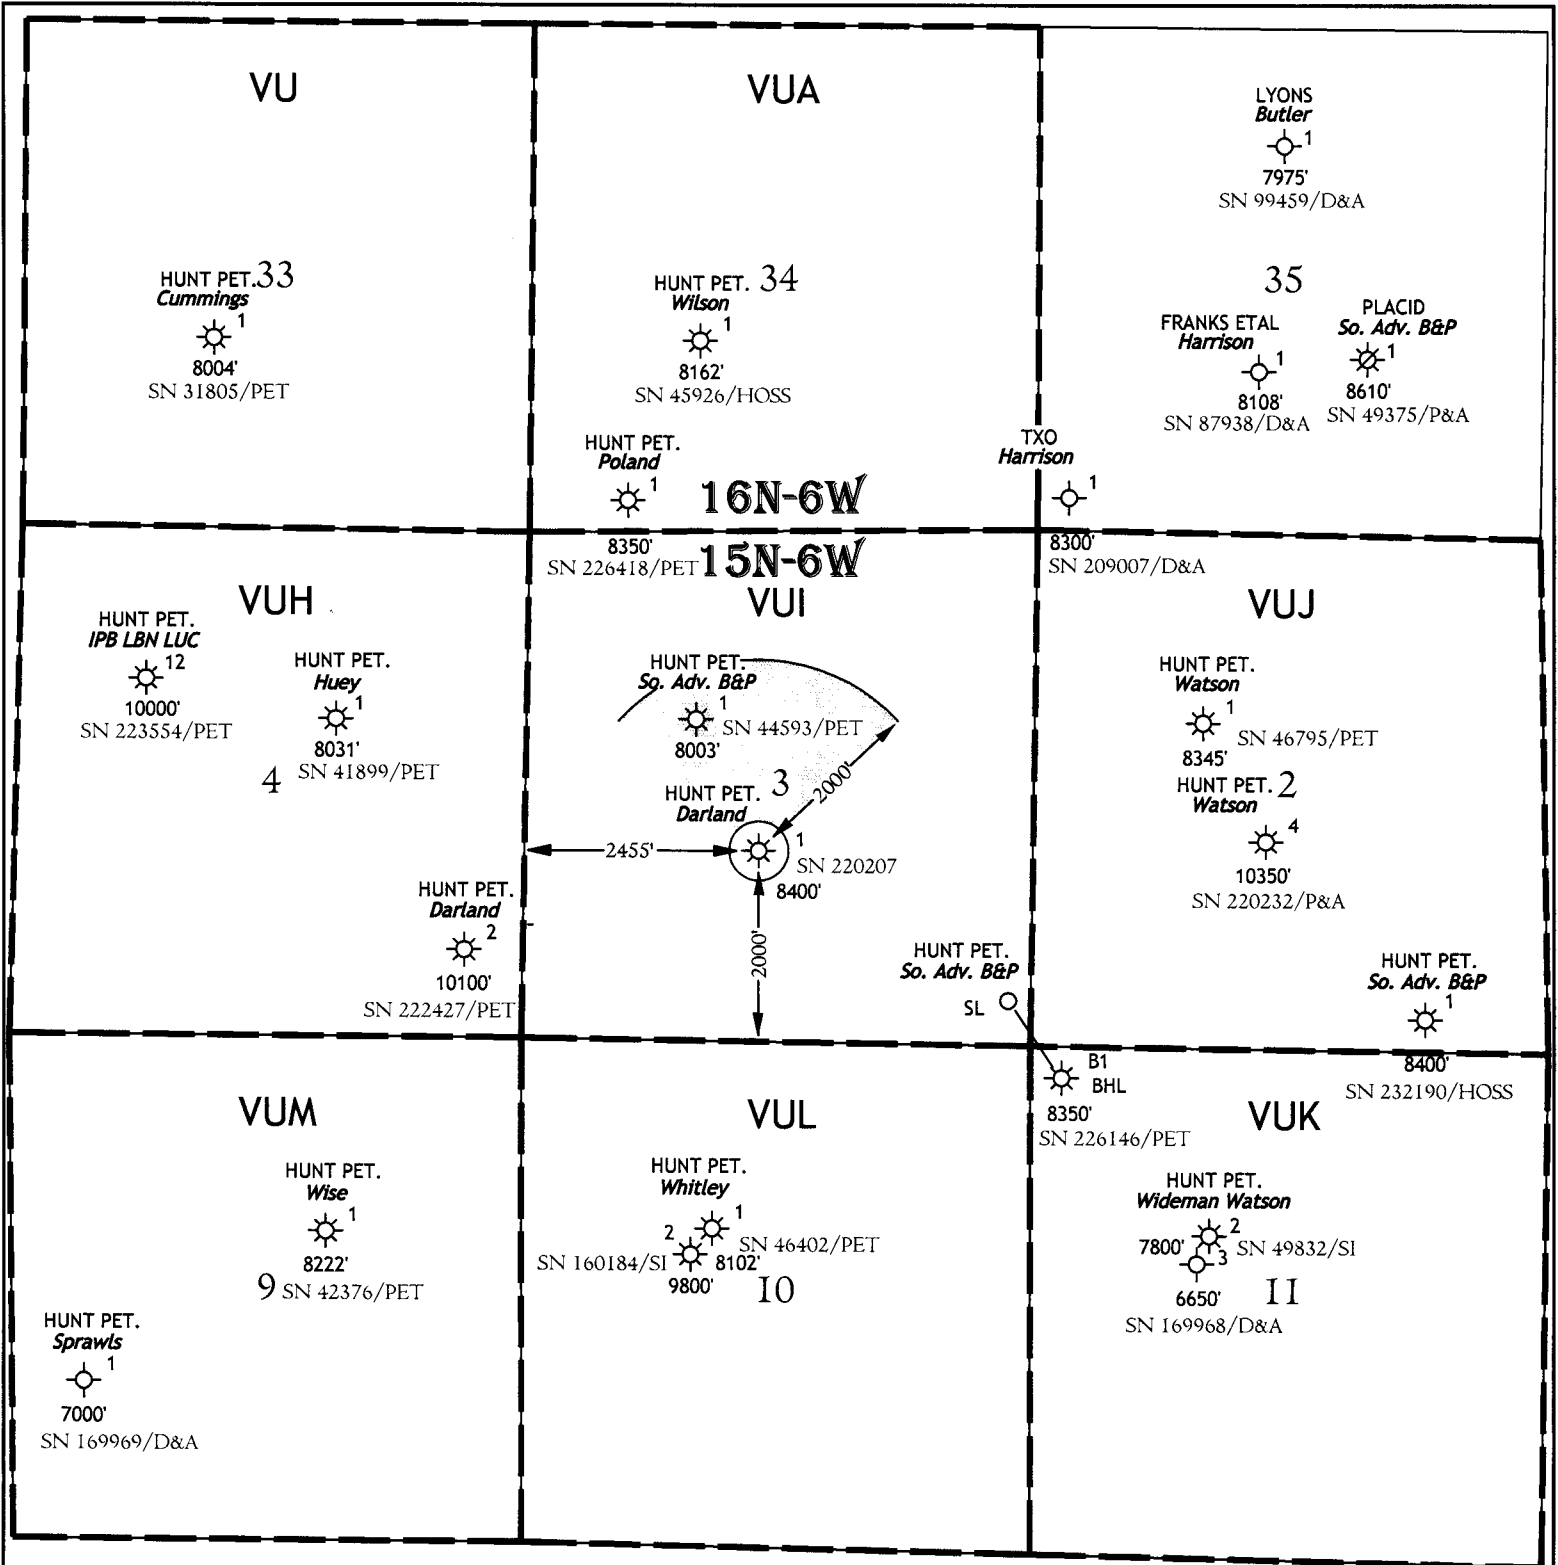 VU
HUNT PET. 33
Cummings
1
8004'
SN 31805/PET
VUA
HUNT PET. 34
Wilson
1
8162'
SN 45926/HOSS
HUNT PET.
Poland
1
8350'
SN 226418/PET
16N-6W
15N-6W
LYONS
Butler
1
7975'
SN 99459/D&A
35
FRANKS ETAL
Harrison
1
8108'
SN 87938/D&A
PLACID
So. Adv. B&P
1
8610'
SN 49375/P&A
TXO
Harrison
1
8300'
SN 209007/D&A
VUH
HUNT PET.
IPB LBN LUC
12
10000'
SN 223554/PET
HUNT PET.
Huey
1
8031'
SN 41899/PET
4
HUNT PET.
Darland
2
10100'
SN 222427/PET
VUI
HUNT PET.
So. Adv. B&P
1
SN 44593/PET
8003'
HUNT PET. 3
Darland
1
SN 220207
8400'
2000'
2455'
2000'
HUNT PET.
So. Adv. B&P
SL
B1
BHL
8350'
SN 226146/PET
VUJ
HUNT PET.
Watson
1
SN 46795/PET
8345'
HUNT PET. 2
Watson
4
10350'
SN 220232/P&A
HUNT PET.
So. Adv. B&P
1
8400'
SN 232190/HOSS
VUM
HUNT PET.
Wise
1
8222'
9 SN 42376/PET
HUNT PET.
Sprawls
1
7000'
SN 169969/D&A
VUL
HUNT PET.
Whitley
1
2
SN 46402/PET
SN 160184/SI
8102'
9800'
10
VUK
HUNT PET.
Wideman Watson
2
7800'
SN 49832/SI
3
6650'
11
SN 169968/D&A